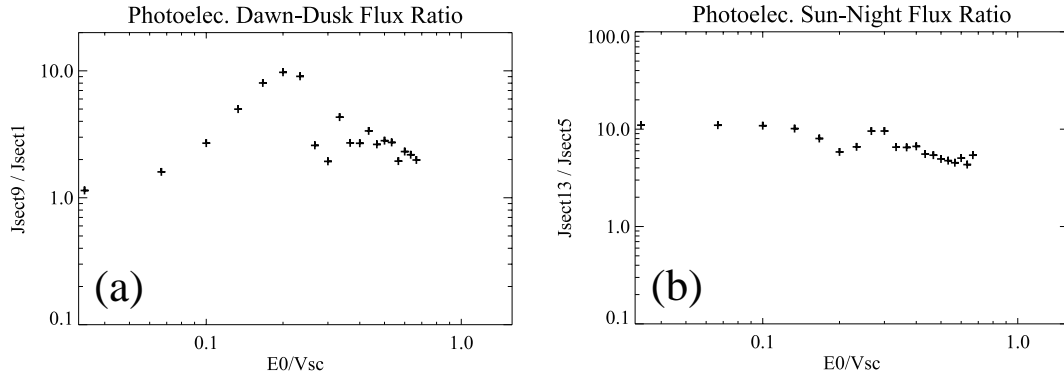 Photoelec. Dawn-Dusk Flux Ratio
10.0
1.0
0.1
Jsect9 / Jsect1
(a)
0.1
1.0
E0/Vsc
Photoelec. Sun-Night Flux Ratio
100.0
10.0
1.0
0.1
Jsect13 / Jsect5
(b)
0.1
1.0
E0/Vsc